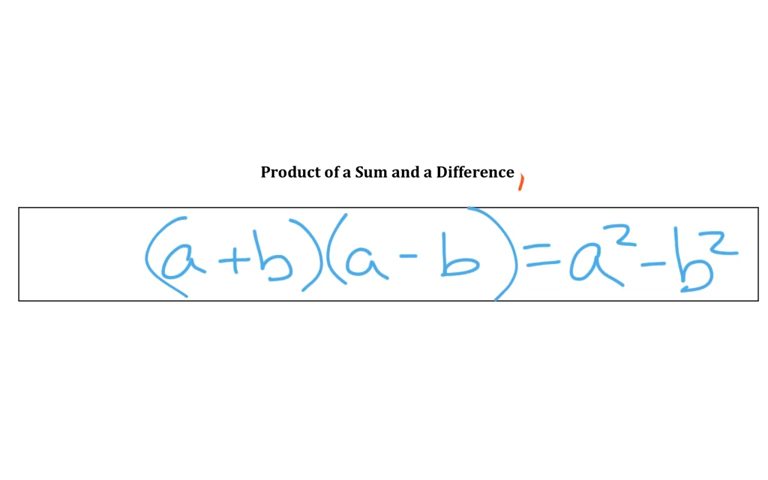 Product of a Sum and a Difference
(a+b)(a-b)=a²-b²